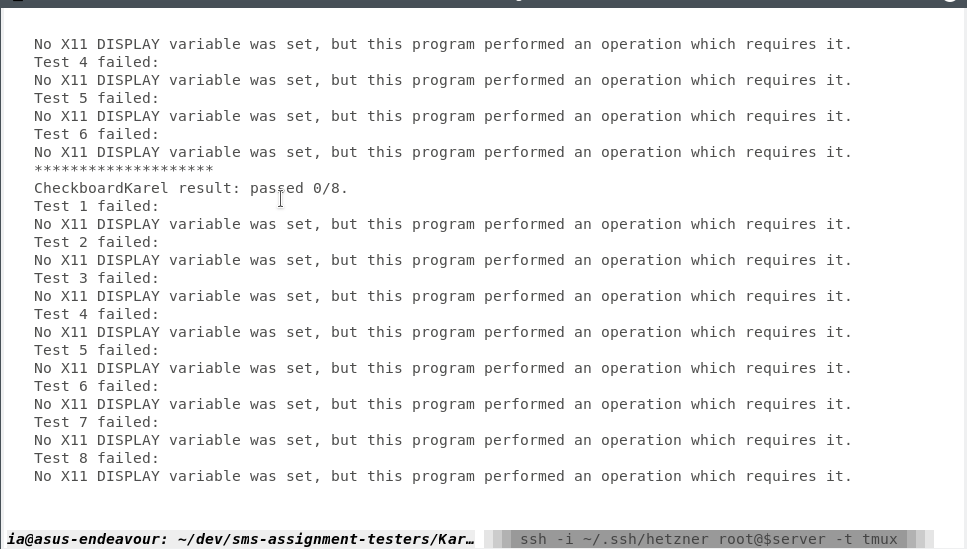 No X11 DISPLAY variable was set, but this program performed an operation which requires it.
Test 4 failed:
No X11 DISPLAY variable was set, but this program performed an operation which requires it.
Test 5 failed:
No X11 DISPLAY variable was set, but this program performed an operation which requires it.
Test 6 failed:
No X11 DISPLAY variable was set, but this program performed an operation which requires it.
********************
CheckboardKarel result: passed 0/8.
Test 1 failed:
No X11 DISPLAY variable was set, but this program performed an operation which requires it.
Test 2 failed:
No X11 DISPLAY variable was set, but this program performed an operation which requires it.
Test 3 failed:
No X11 DISPLAY variable was set, but this program performed an operation which requires it.
Test 4 failed:
No X11 DISPLAY variable was set, but this program performed an operation which requires it.
Test 5 failed:
No X11 DISPLAY variable was set, but this program performed an operation which requires it.
Test 6 failed:
No X11 DISPLAY variable was set, but this program performed an operation which requires it.
Test 7 failed:
No X11 DISPLAY variable was set, but this program performed an operation which requires it.
Test 8 failed:
No X11 DISPLAY variable was set, but this program performed an operation which requires it.
ia@asus-endeavour: ~/dev/sms-assignment-testers/Kar… ssh -i ~/.ssh/hetzner root@$server -t tmux